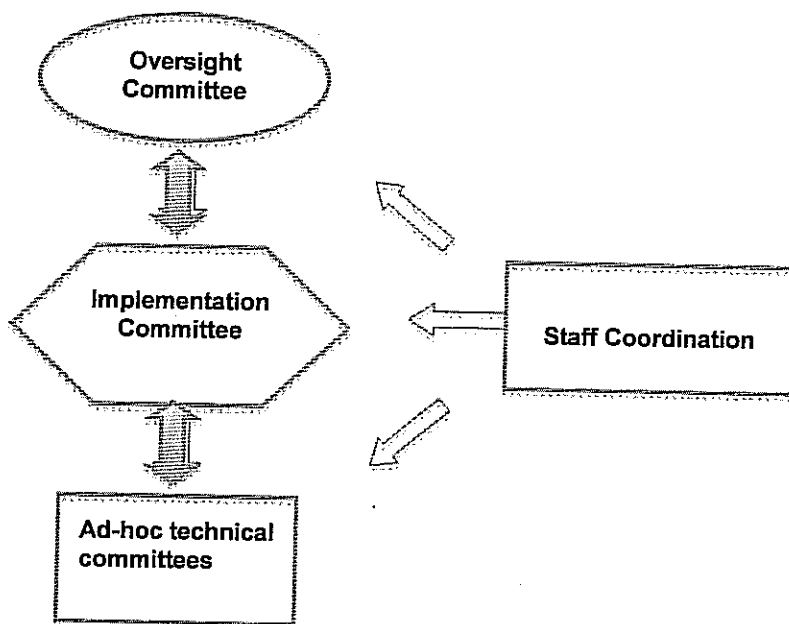 Oversight
Committee
Implementation
Committee
Staff Coordination
Ad-hoc technical
committees